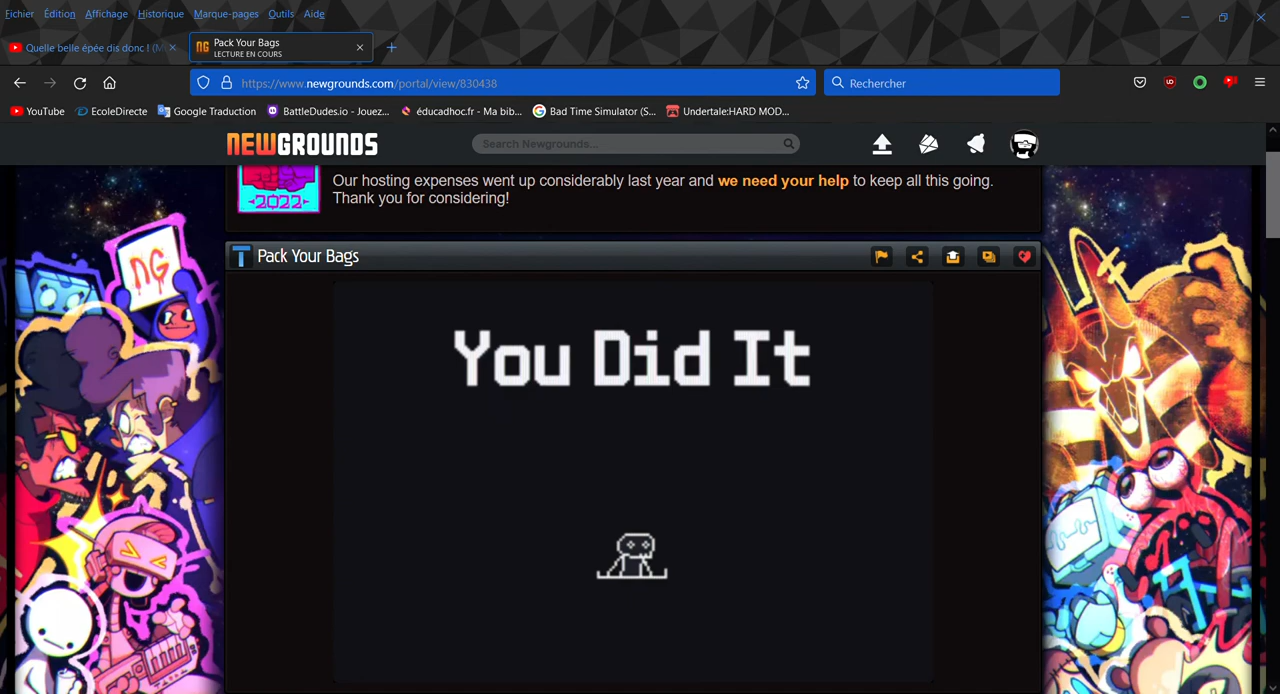 Fichier Édition Affichage Historique Marque-pages Outils Aide
Quelle belle épée dis donc ! (M
Pack Your Bags
LECTURE EN COURS
https://www.newgrounds.com/portal/view/830438
Rechercher
YouTube EcoleDirecte Google Traduction BattleDudes.io - Jouez... éducadhoc.fr - Ma bib... Bad Time Simulator (S... Undertale:HARD MOD...
NEWGROUNDS
Search Newgrounds...
2022
Our hosting expenses went up considerably last year and we need your help to keep all this going.
Thank you for considering!
Pack Your Bags
NG
You Did It